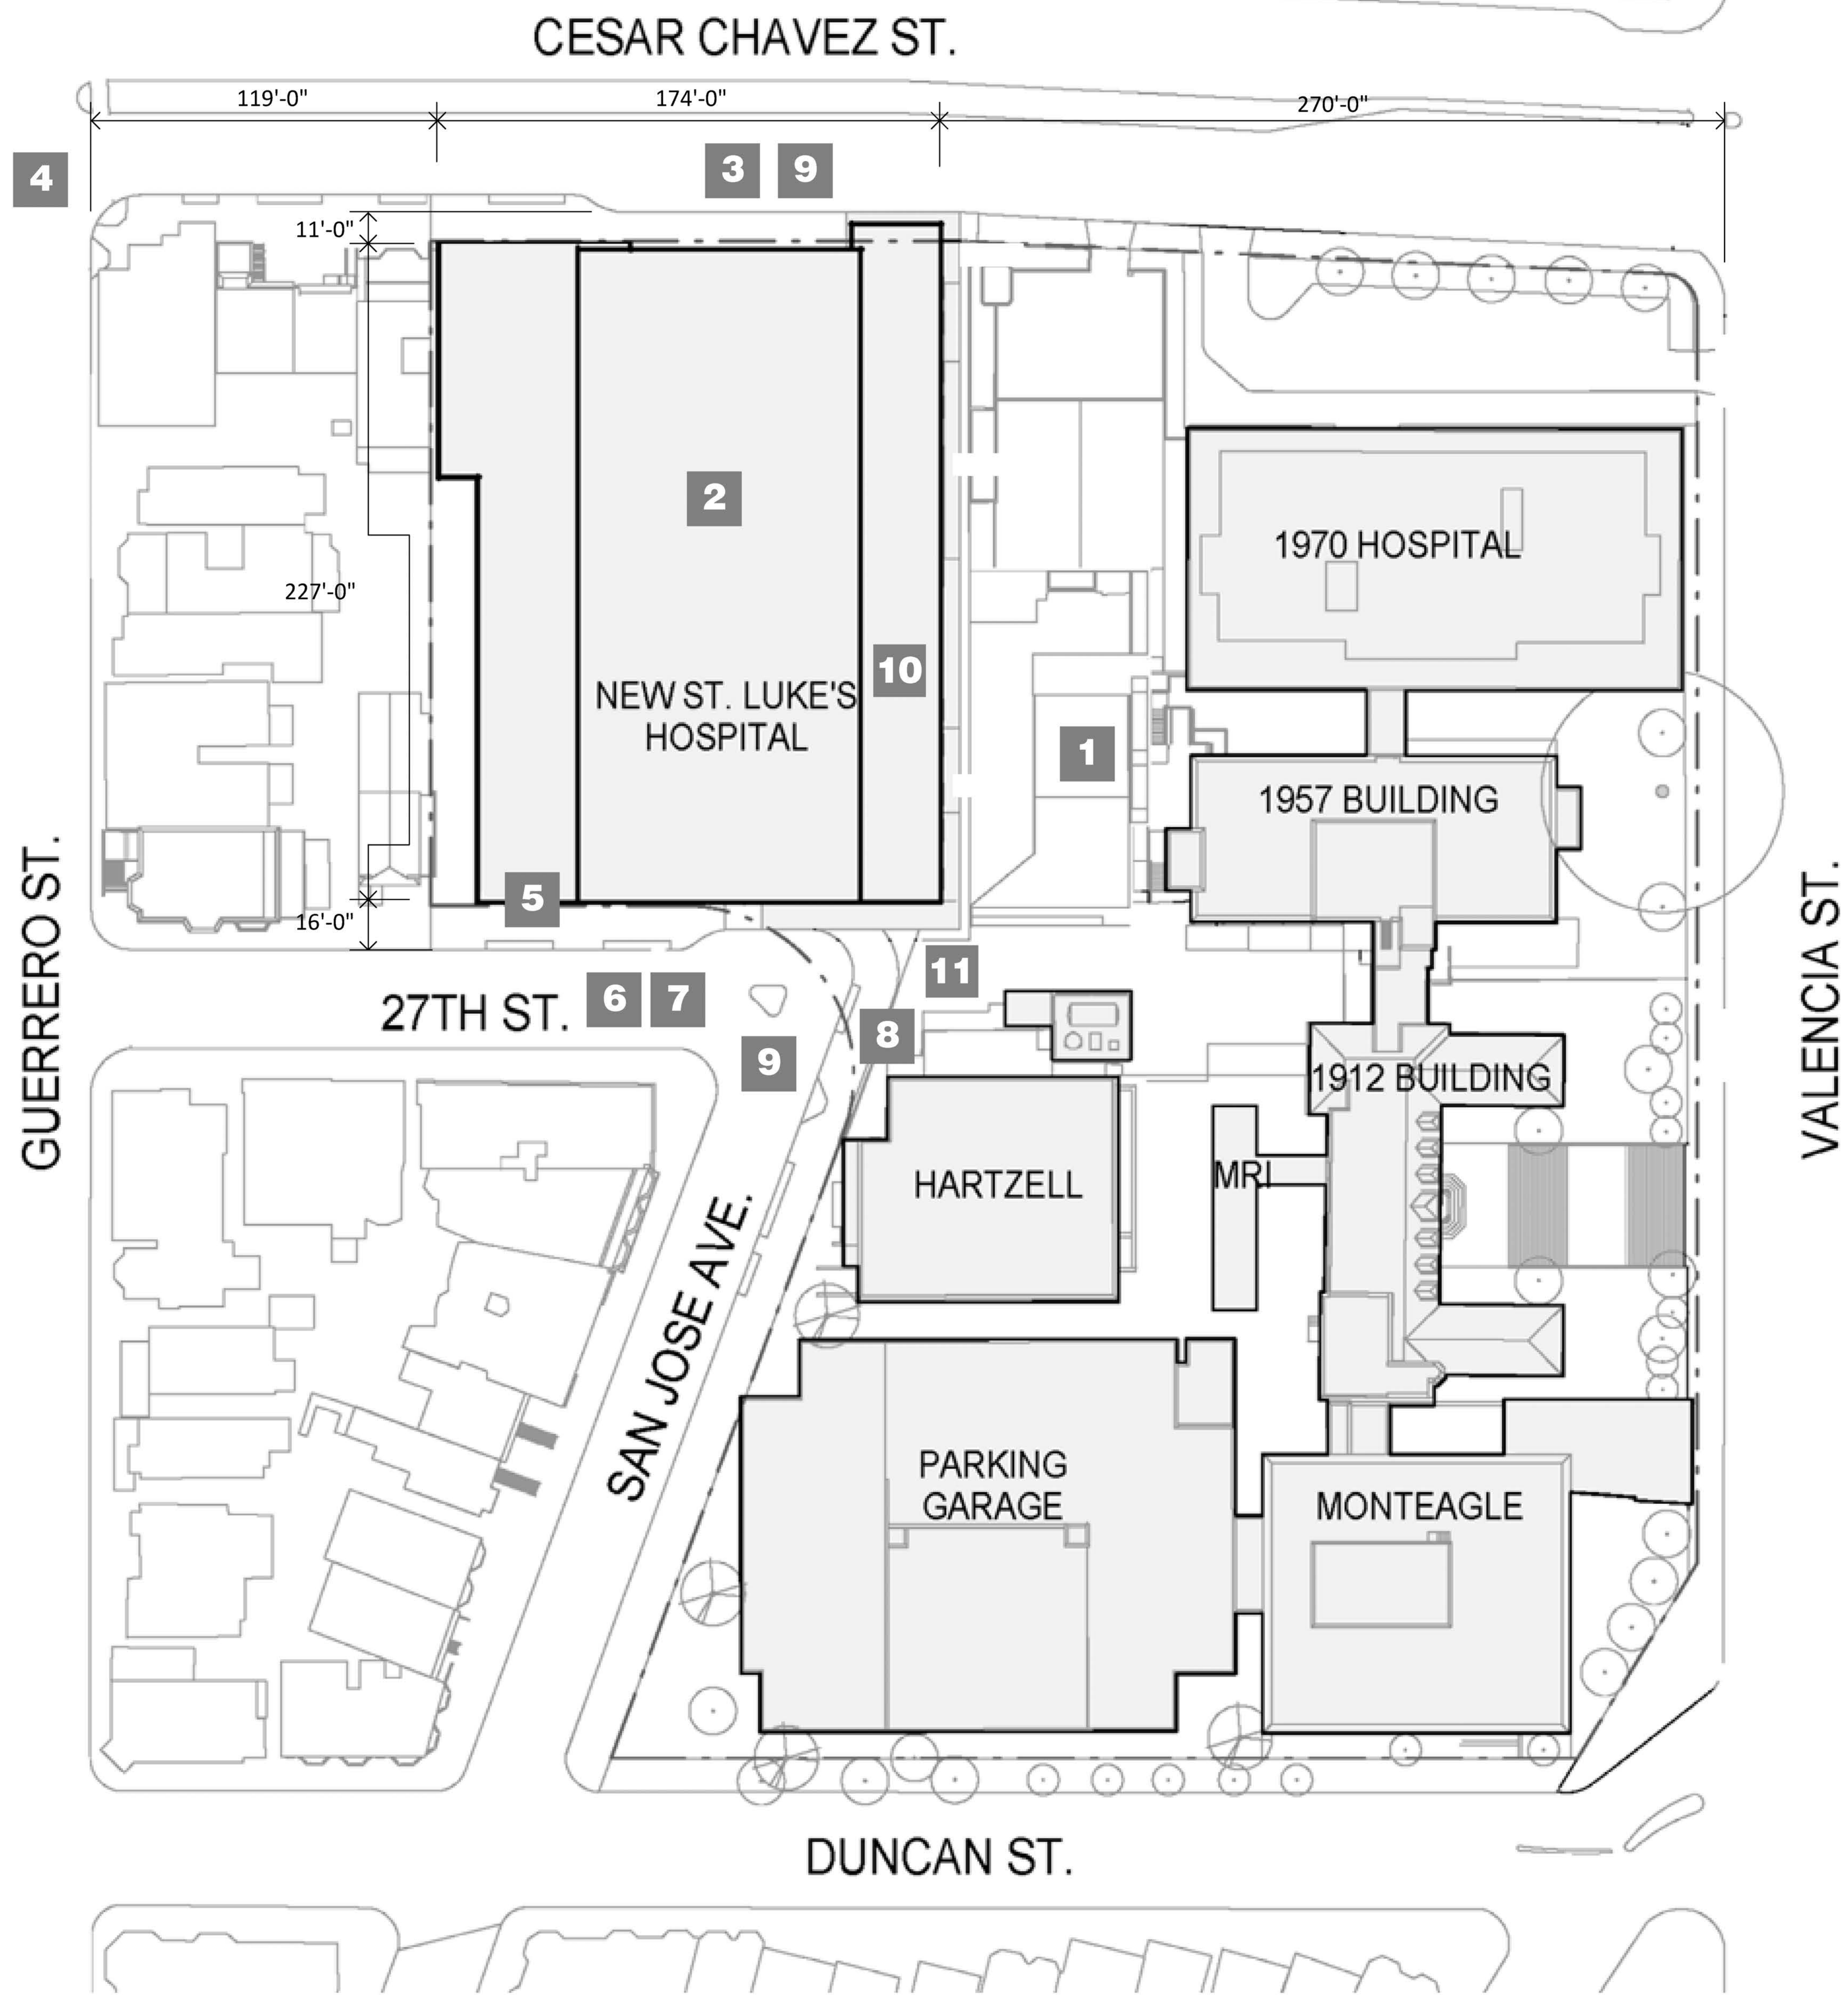 CESAR CHAVEZ ST.
119'-0"
174'-0"
270'-0"
3
9
4
11'-0"
2
1970 HOSPITAL
227'-0"
10
NEW ST. LUKE'S
HOSPITAL
1
1957 BUILDING
5
16'-0"
GUERRERO ST.
VALENCIA ST.
11
6
7
27TH ST.
8
9
1912 BUILDING
HARTZELL
MRI
SAN JOSE AVE.
PARKING
GARAGE
MONTEAGLE
DUNCAN ST.